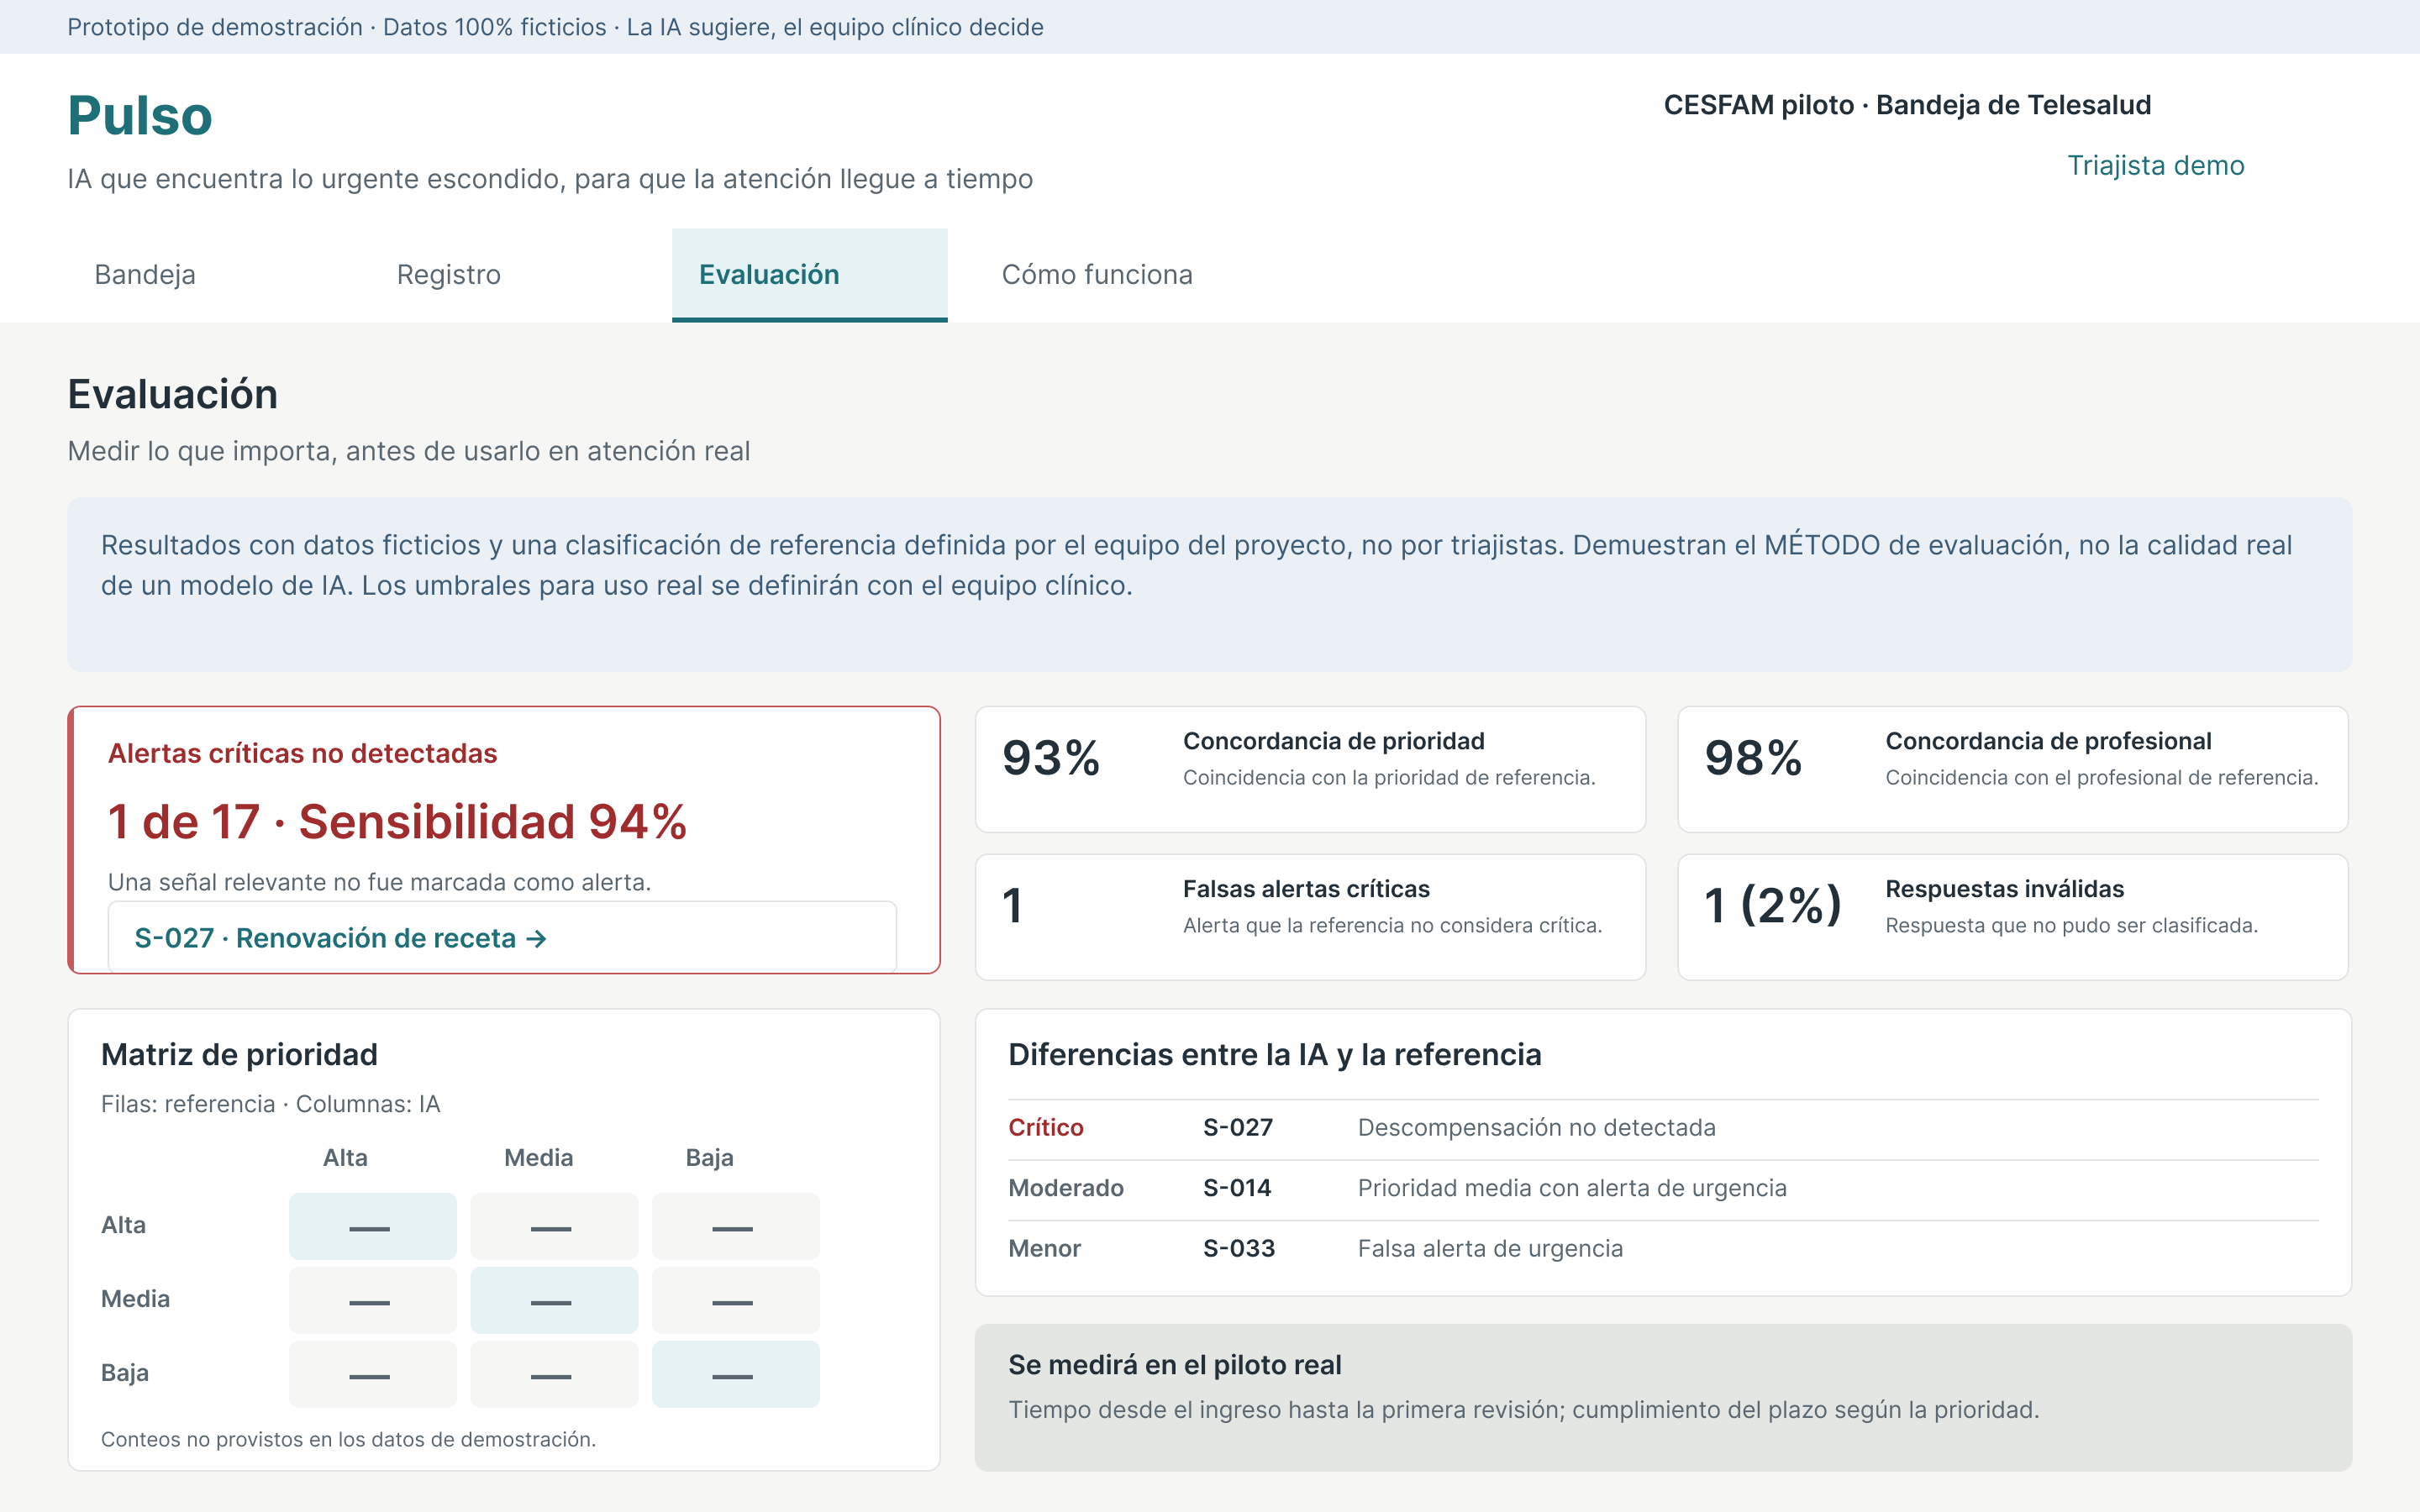 Prototipo de demostración · Datos 100% ficticios · La IA sugiere, el equipo clínico decide
Pulso
IA que encuentra lo urgente escondido, para que la atención llegue a tiempo
CESFAM piloto · Bandeja de Telesalud
Triajista demo
Bandeja
Registro
Evaluación
Cómo funciona
Evaluación
Medir lo que importa, antes de usarlo en atención real
Resultados con datos ficticios y una clasificación de referencia definida por el equipo del proyecto, no por triajistas. Demuestran el MÉTODO de evaluación, no la calidad real
de un modelo de IA. Los umbrales para uso real se definirán con el equipo clínico.
Alertas críticas no detectadas
1 de 17 · Sensibilidad 94%
Una señal relevante no fue marcada como alerta.
S-027 · Renovación de receta →
93%
Concordancia de prioridad
Coincidencia con la prioridad de referencia.
98%
Concordancia de profesional
Coincidencia con el profesional de referencia.
1
Falsas alertas críticas
Alerta que la referencia no considera crítica.
1 (2%)
Respuestas inválidas
Respuesta que no pudo ser clasificada.
Matriz de prioridad
Filas: referencia · Columnas: IA
Alta Media Baja
Alta — — —
Media — — —
Baja — — —
Conteos no provistos en los datos de demostración.
Diferencias entre la IA y la referencia
Crítico S-027 Descompensación no detectada
Moderado S-014 Prioridad media con alerta de urgencia
Menor S-033 Falsa alerta de urgencia
Se medirá en el piloto real
Tiempo desde el ingreso hasta la primera revisión; cumplimiento del plazo según la prioridad.